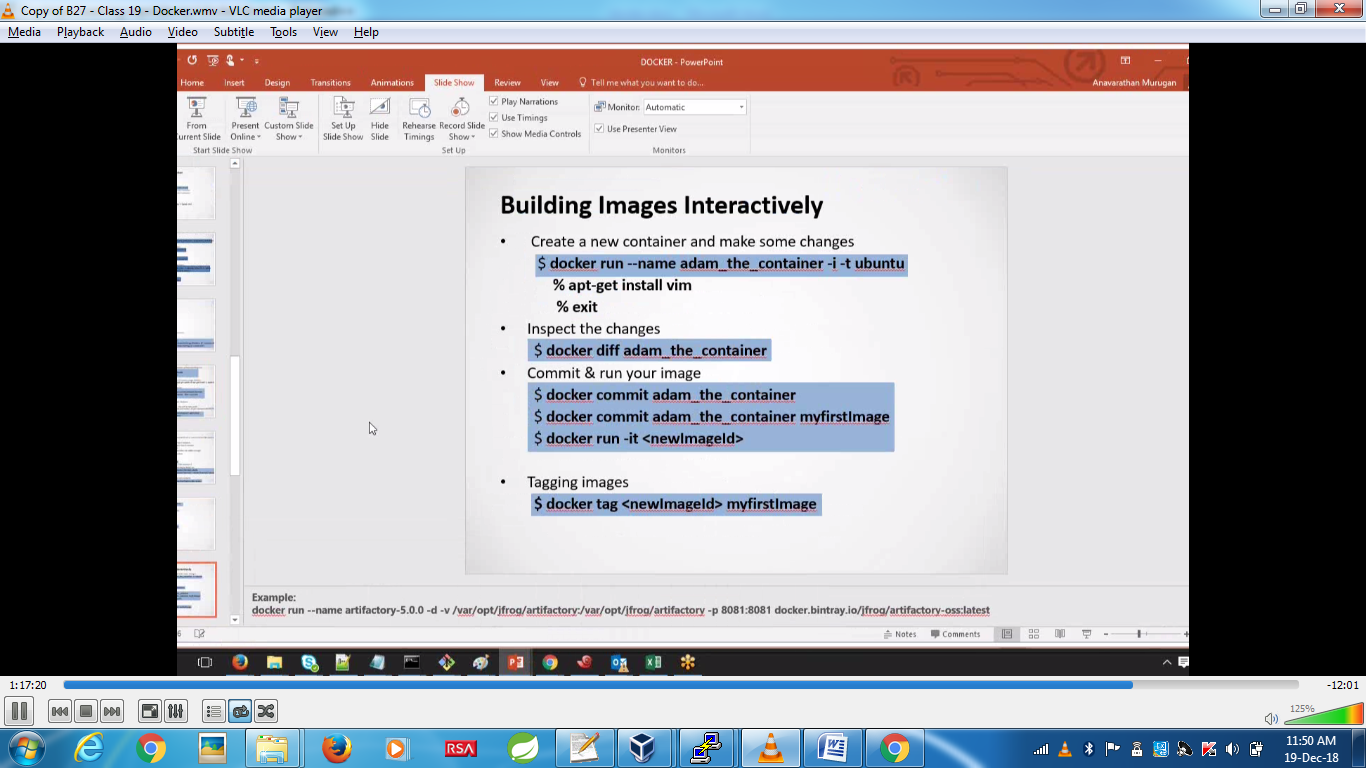 Copy of B27 - Class 19 - Docker.wmv - VLC media player
Media Playback Audio Video Subtitle Tools View Help
DOCKER - PowerPoint
Home Insert Design Transitions Animations Slide Show Review View Tell me what you want to do... Anavarathan Murugan
From Current Slide
Present Online
Custom Slide Show
Set Up Slide Show
Hide Slide
Rehearse Timings
Record Slide Show
Play Narrations
Use Timings
Show Media Controls
Monitor: Automatic
Use Presenter View
Start Slide Show Set Up Monitors
Building Images Interactively
• Create a new container and make some changes
$ docker run --name adam_the_container -i -t ubuntu
% apt-get install vim
% exit
• Inspect the changes
$ docker diff adam_the_container
• Commit & run your image
$ docker commit adam_the_container
$ docker commit adam_the_container myfirstImage
$ docker run -it <newImageId>
• Tagging images
$ docker tag <newImageId> myfirstImage
Example:
docker run --name artifactory-5.0.0 -d -v /var/opt/jfrog/artifactory:/var/opt/jfrog/artifactory -p 8081:8081 docker.bintray.io/jfrog/artifactory-oss:latest
Notes Comments
1:17:20 -12:01
125%
RSA
11:50 AM
19-Dec-18